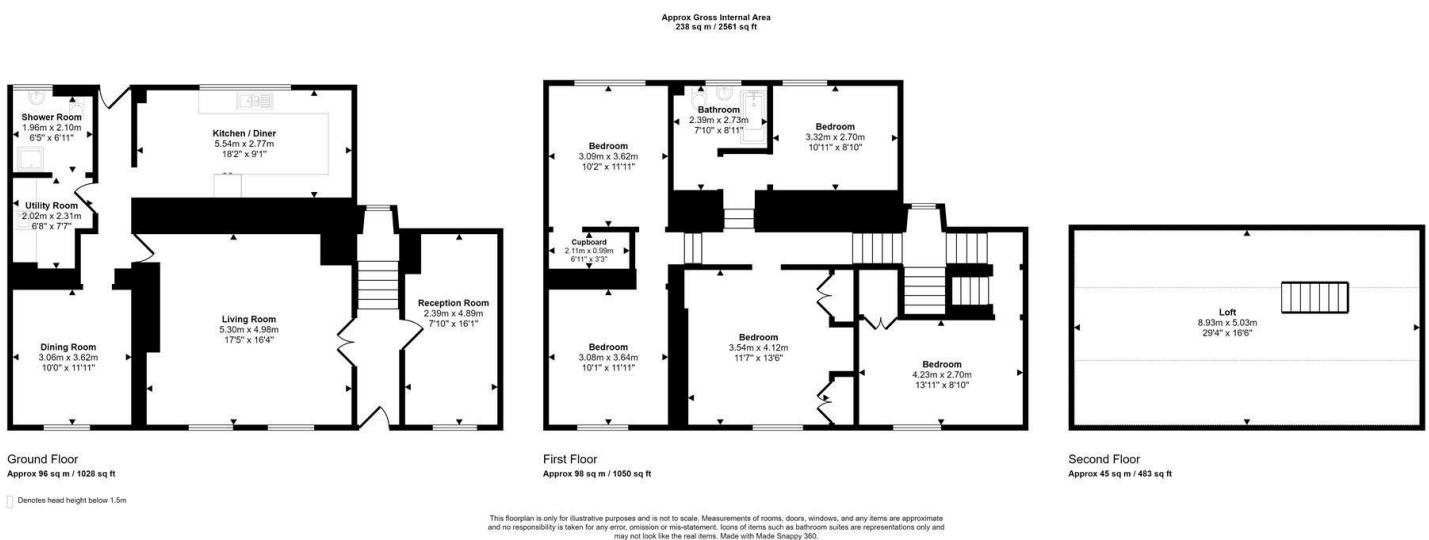 Approx Gross Internal Area
238 sq m / 2561 sq ft
Shower Room
1.96m x 2.10m
6'5" x 6'11"
Kitchen / Diner
5.54m x 2.77m
18'2" x 9'1"
Utility Room
2.02m x 2.31m
6'8" x 7'7"
Dining Room
3.06m x 3.62m
10'0" x 11'11"
Living Room
5.30m x 4.98m
17'5" x 16'4"
Reception Room
2.39m x 4.89m
7'10" x 16'1"
Ground Floor
Approx 96 sq m / 1028 sq ft
Denotes head height below 1.5m
Bedroom
3.09m x 3.62m
10'2" x 11'11"
Bathroom
2.39m x 2.73m
7'10" x 8'11"
Bedroom
3.32m x 2.70m
10'11" x 8'10"
Cupboard
2.11m x 0.99m
6'11" x 3'3"
Bedroom
3.08m x 3.64m
10'1" x 11'11"
Bedroom
3.54m x 4.12m
11'7" x 13'6"
Bedroom
4.23m x 2.70m
13'11" x 8'10"
First Floor
Approx 98 sq m / 1050 sq ft
Loft
8.93m x 5.03m
29'4" x 16'6"
Second Floor
Approx 45 sq m / 483 sq ft
This floorplan is only for illustrative purposes and is not to scale. Measurements of rooms, doors, windows, and any items are approximate
and no responsibility is taken for any error, omission or mis-statement. Icons of items such as bathroom suites are representations only and
may not look like the real items. Made with Made Snappy 360.